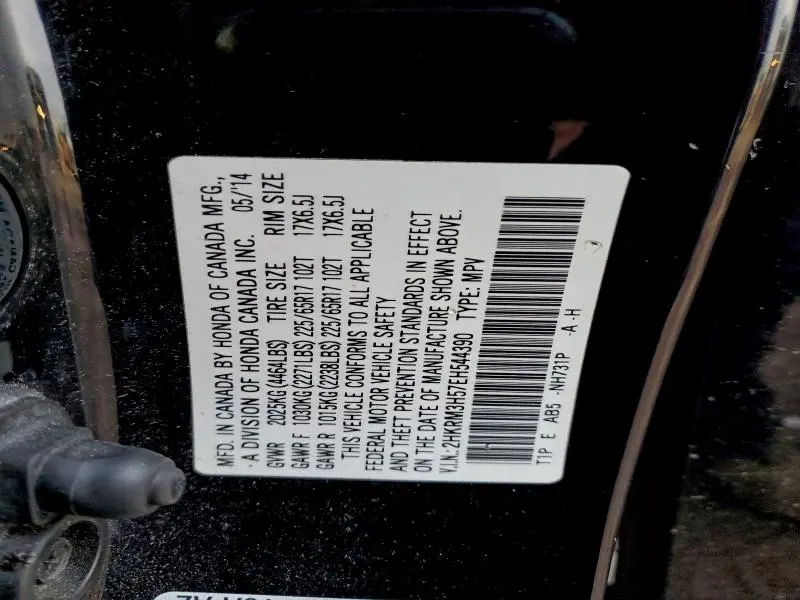 MFD. IN CANADA BY HONDA OF CANADA MFG.,
A DIVISION OF HONDA CANADA INC. 05/'14
GVWR 2025KG (4464LBS) TIRE SIZE RIM SIZE
GAWR F 1030KG (2271LBS) 225/65R17 102T 17X6.5J
GAWR R 1015KG (2238LBS) 225/65R17 102T 17X6.5J
THIS VEHICLE CONFORMS TO ALL APPLICABLE
FEDERAL MOTOR VEHICLE SAFETY
AND THEFT PREVENTION STANDARDS IN EFFECT
ON THE DATE OF MANUFACTURE SHOWN ABOVE.
V.I.N.: 2HKRM3H57EH544390 TYPE: MPV
T1P E AB5 -NH731P -A -H